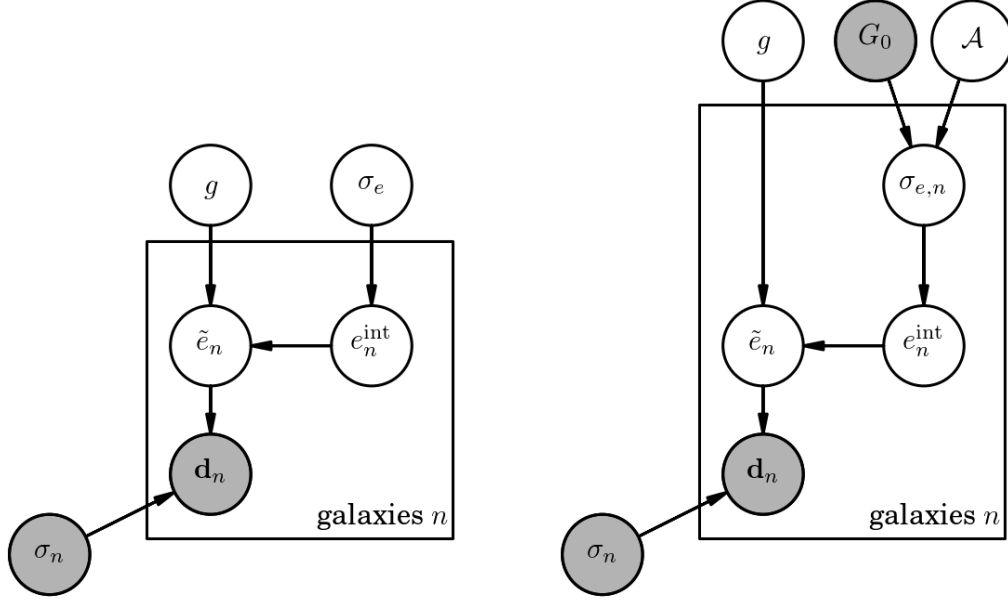 g
σ_e
ẽ_n
e_n^int
d_n
galaxies n
σ_n
g
G_0
𝒜
σ_{e,n}
ẽ_n
e_n^int
d_n
galaxies n
σ_n